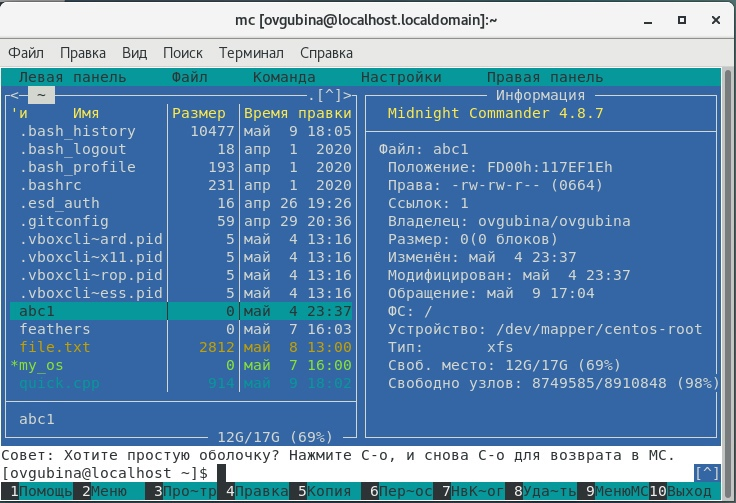 mc [ovgubina@localhost.localdomain]:~
Файл Правка Вид Поиск Терминал Справка
Левая панель Файл Команда Настройки Правая панель
<- ~ .[^]>
'и Имя Размер Время правки
.bash_history 10477 май 9 18:05
.bash_logout 18 апр 1 2020
.bash_profile 193 апр 1 2020
.bashrc 231 апр 1 2020
.esd_auth 16 апр 26 19:26
.gitconfig 59 апр 29 20:36
.vboxcli~ard.pid 5 май 4 13:16
.vboxcli~x11.pid 5 май 4 13:16
.vboxcli~rop.pid 5 май 4 13:16
.vboxcli~ess.pid 5 май 4 13:16
abc1 0 май 4 23:37
feathers 0 май 7 16:03
file.txt 2812 май 8 13:00
*my_os 0 май 7 16:00
quick.cpp 914 май 9 18:02
abc1
12G/17G (69%)
Информация
Midnight Commander 4.8.7
Файл: abc1
Положение: FD00h:117EF1Eh
Права: -rw-rw-r-- (0664)
Ссылок: 1
Владелец: ovgubina/ovgubina
Размер: 0(0 блоков)
Изменён: май 4 23:37
Модифицирован: май 4 23:37
Обращение: май 9 17:04
ФС: /
Устройство: /dev/mapper/centos-root
Тип: xfs
Своб. место: 12G/17G (69%)
Свободно узлов: 8749585/8910848 (98%)
Совет: Хотите простую оболочку? Нажмите C-o, и снова C-o для возврата в MC.
[ovgubina@localhost ~]$ [^]
1Помощь 2Меню 3Про~тр 4Правка 5Копия 6Пер~ос 7НвК~ог 8Уда~ть 9МенюMC 10Выход